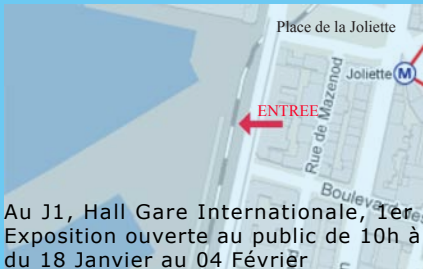 Place de la Joliette
Joliette M
ENTREE
Rue de Mazenod
Boulevard
Au J1, Hall Gare Internationale, 1er
Exposition ouverte au public de 10h à
du 18 Janvier au 04 Février